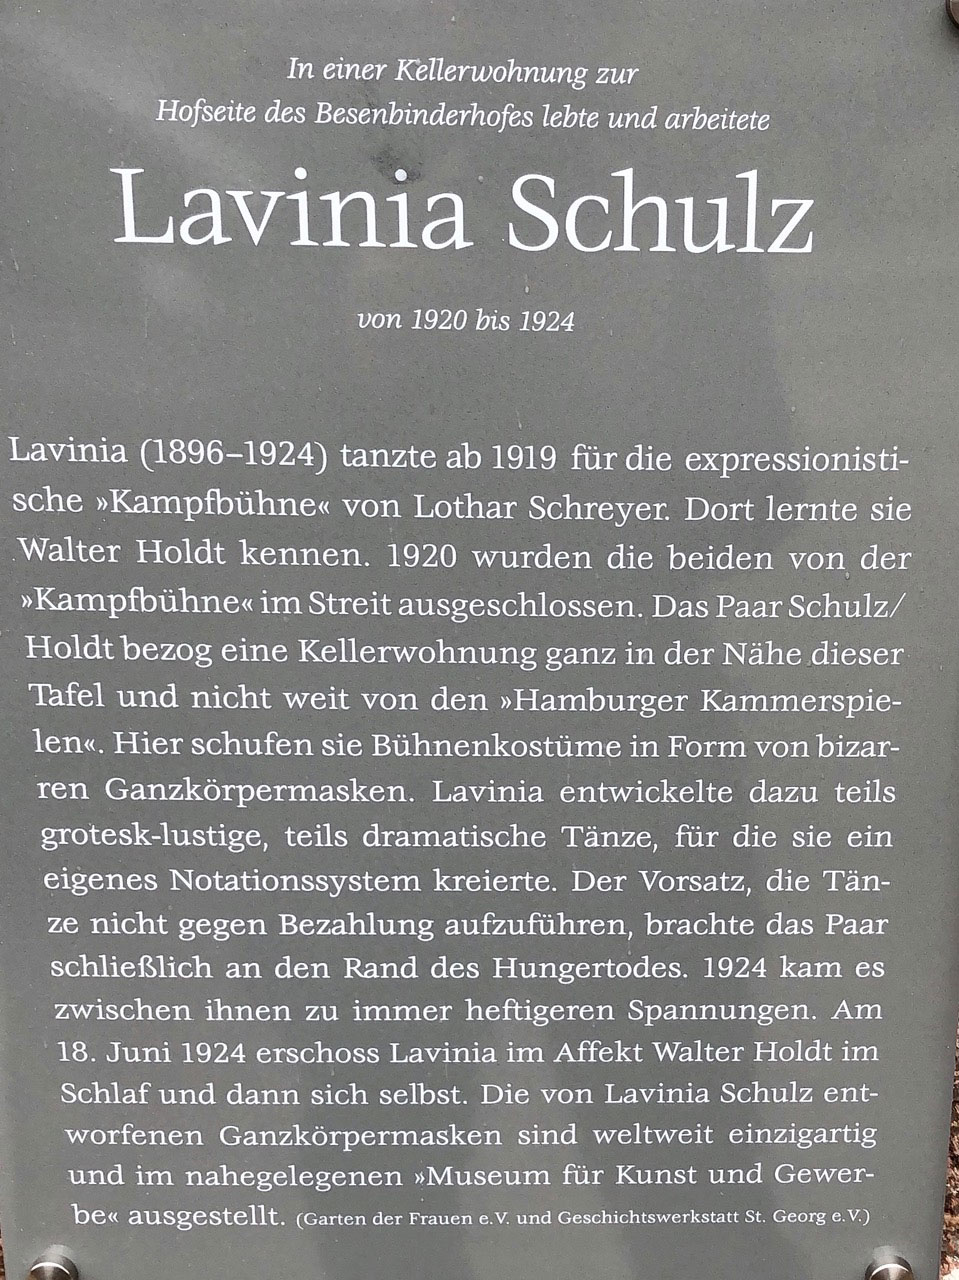 In einer Kellerwohnung zur
Hofseite des Besenbinderhofes lebte und arbeitete
Lavinia Schulz
von 1920 bis 1924
Lavinia (1896–1924) tanzte ab 1919 für die expressionisti-
sche »Kampfbühne« von Lothar Schreyer. Dort lernte sie
Walter Holdt kennen. 1920 wurden die beiden von der
»Kampfbühne« im Streit ausgeschlossen. Das Paar Schulz/
Holdt bezog eine Kellerwohnung ganz in der Nähe dieser
Tafel und nicht weit von den »Hamburger Kammerspie-
len«. Hier schufen sie Bühnenkostüme in Form von bizar-
ren Ganzkörpermasken. Lavinia entwickelte dazu teils
grotesk-lustige, teils dramatische Tänze, für die sie ein
eigenes Notationssystem kreierte. Der Vorsatz, die Tän-
ze nicht gegen Bezahlung aufzuführen, brachte das Paar
schließlich an den Rand des Hungertodes. 1924 kam es
zwischen ihnen zu immer heftigeren Spannungen. Am
18. Juni 1924 erschoss Lavinia im Affekt Walter Holdt im
Schlaf und dann sich selbst. Die von Lavinia Schulz ent-
worfenen Ganzkörpermasken sind weltweit einzigartig
und im nahegelegenen »Museum für Kunst und Gewer-
be« ausgestellt. (Garten der Frauen e.V. und Geschichtswerkstatt St. Georg e.V.)